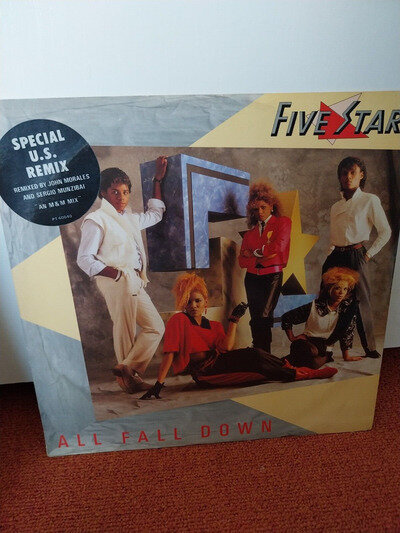 FIVE STAR
SPECIAL
U.S.
REMIX
REMIXED BY JOHN MORALES
AND SERGIO MUNZIBAI
"AN M&M MIX"
ALL FALL DOWN